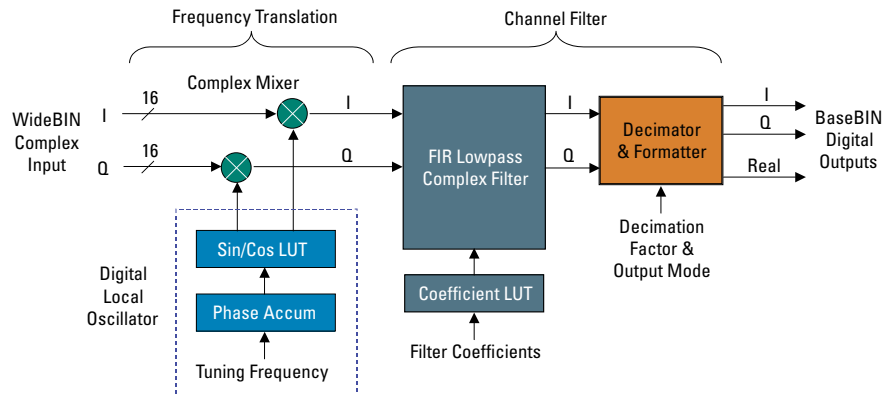 Frequency Translation
Channel Filter
Complex Mixer
WideBIN
Complex
Input
I
16
I
I
I
Q
16
Q
Q
Q
Real
FIR Lowpass
Complex Filter
Decimator
& Formatter
BaseBIN
Digital
Outputs
Digital
Local
Oscillator
Sin/Cos LUT
Phase Accum
Tuning Frequency
Coefficient LUT
Filter Coefficients
Decimation
Factor &
Output Mode